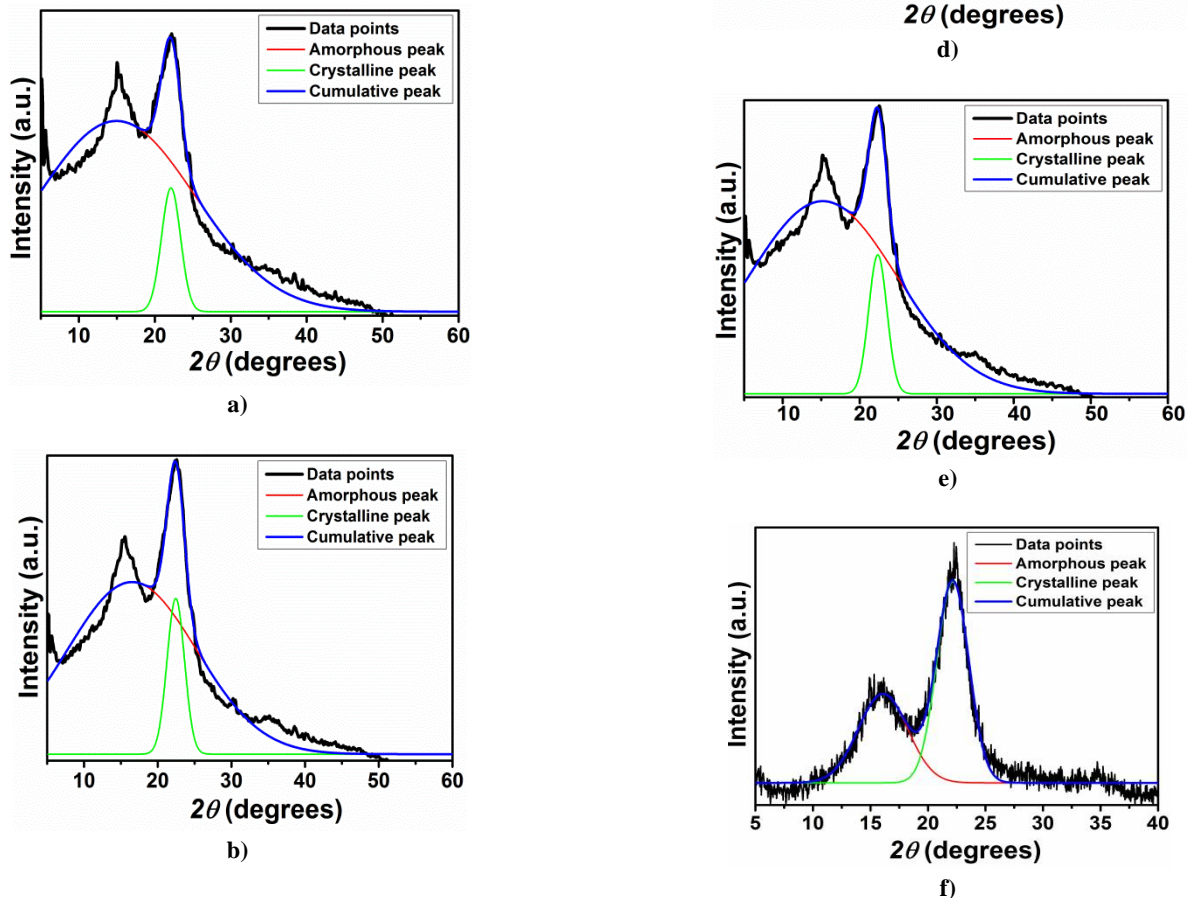 Intensity (a.u.)
Data points
Amorphous peak
Crystalline peak
Cumulative peak
10 20 30 40 50 60
2θ (degrees)
a)
Intensity (a.u.)
Data points
Amorphous peak
Crystalline peak
Cumulative peak
10 20 30 40 50 60
2θ (degrees)
b)
2θ (degrees)
d)
Intensity (a.u.)
Data points
Amorphous peak
Crystalline peak
Cumulative peak
10 20 30 40 50 60
2θ (degrees)
e)
Intensity (a.u.)
Data points
Amorphous peak
Crystalline peak
Cumulative peak
5 10 15 20 25 30 35 40
2θ (degrees)
f)